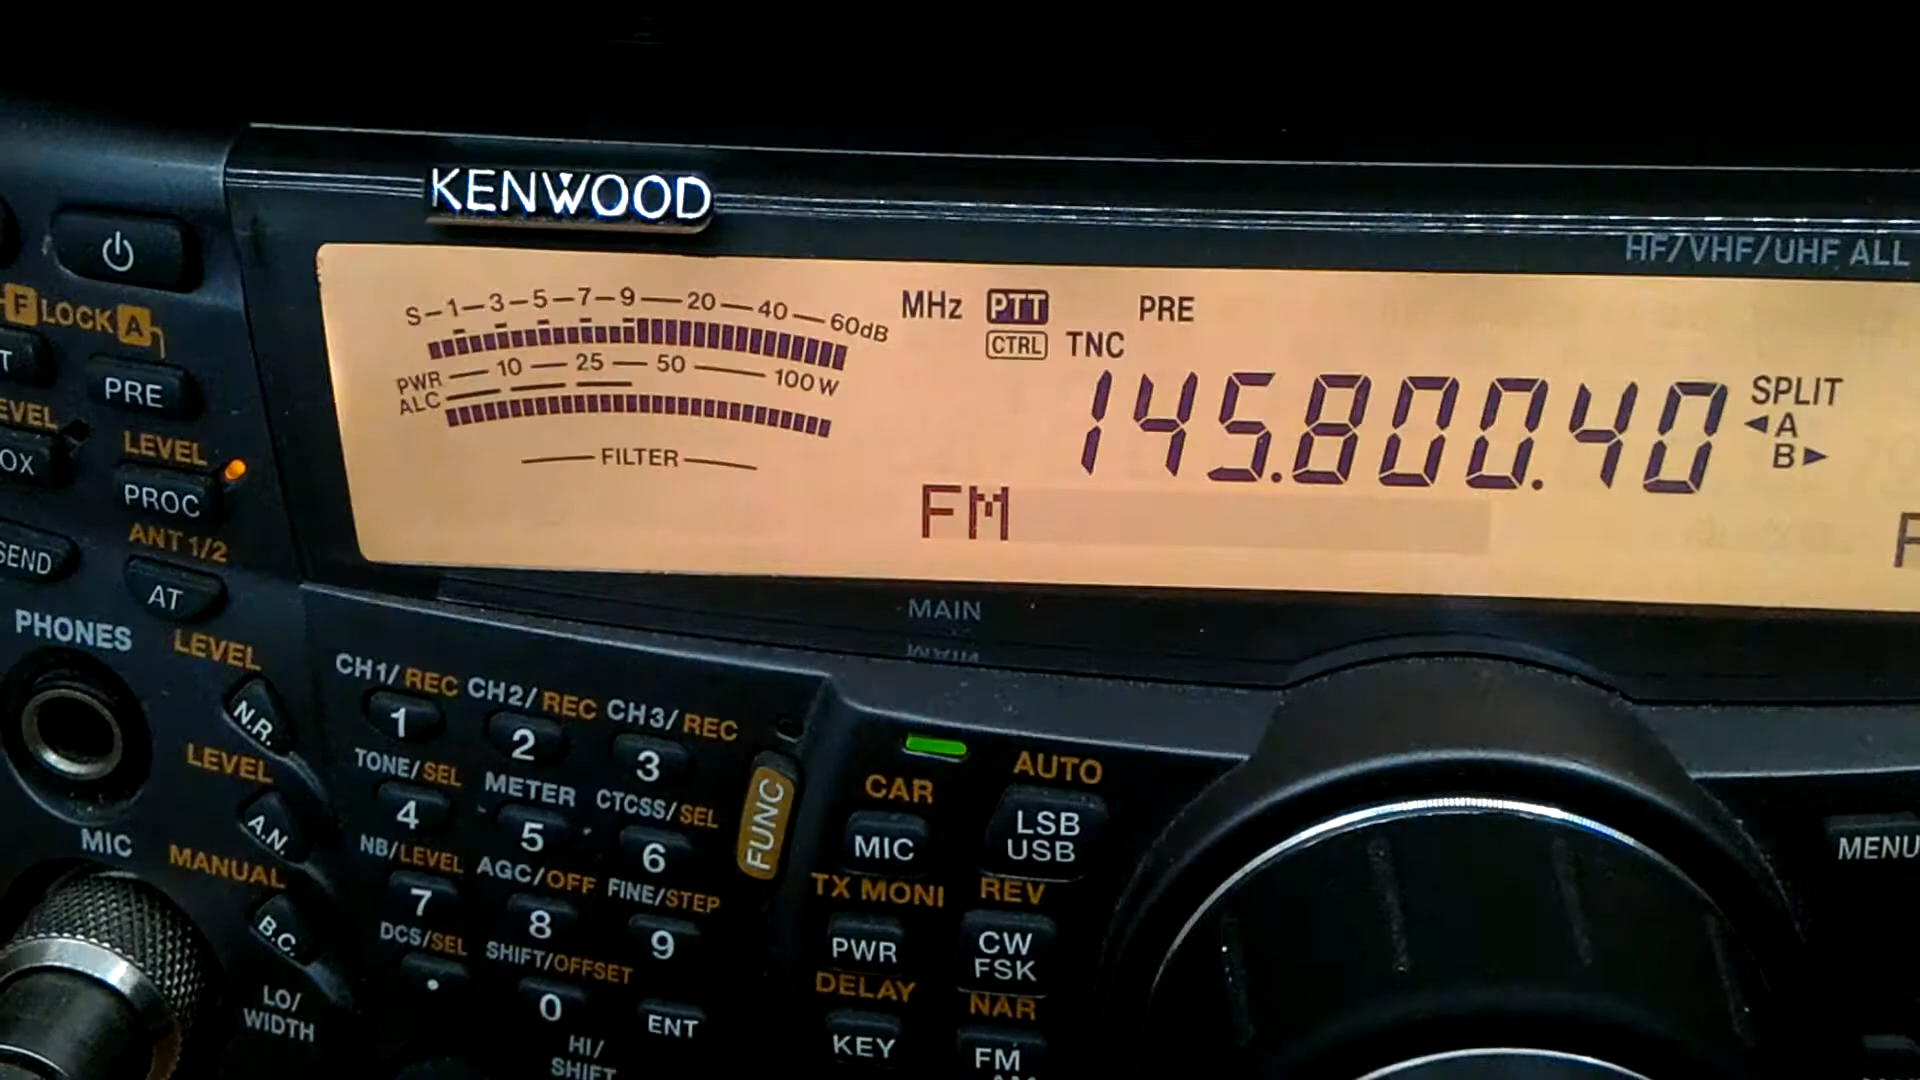 KENWOOD
HF/VHF/UHF ALL
S-1-3-5-7-9-20-40-60dB
MHz PTT PRE
CTRL TNC
PWR 10 25 50 100 W
ALC
145.800.40
SPLIT
◄A
B►
FILTER
FM
MAIN
F LOCK A
PRE
LEVEL
PROC
ANT 1/2
SEND
AT
PHONES
LEVEL
N.R.
LEVEL
A.N.
MIC
MANUAL
B.C.
LO/
WIDTH
CH1/REC CH2/REC CH3/REC
1 2 3
TONE/SEL METER CTCSS/SEL
4 5 6
NB/LEVEL AGC/OFF FINE/STEP
7 8 9
DCS/SEL SHIFT/OFFSET
. 0 ENT
HI/
SHIFT
FUNC
CAR AUTO
MIC LSB
USB
TX MONI REV
PWR CW
FSK
DELAY NAR
KEY FM
MENU